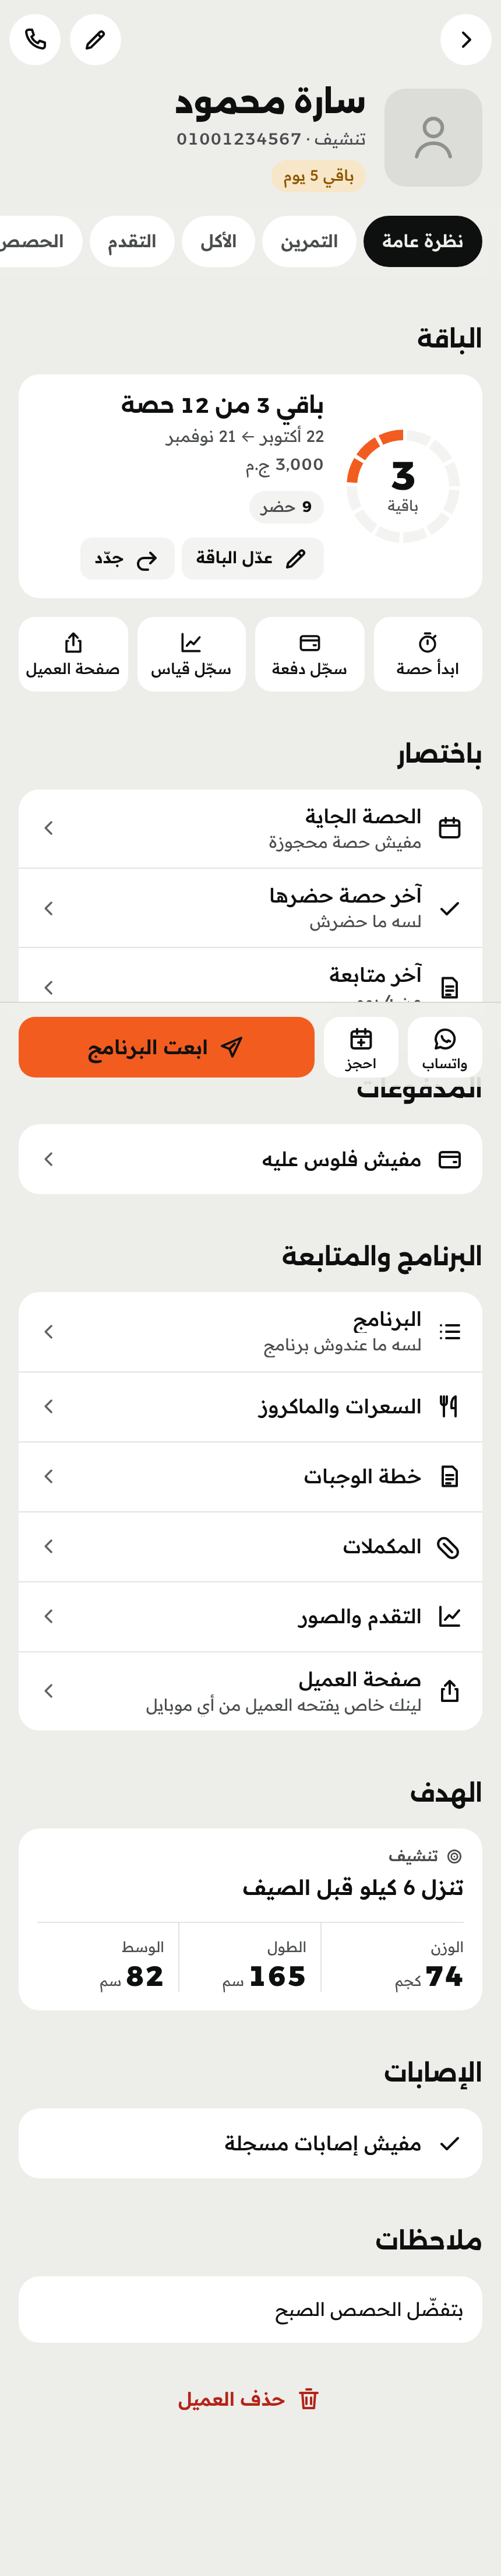 سارة محمود
تنشيف · 01001234567
باقي 5 يوم
نظرة عامة
التمرين
الأكل
التقدم
الحصص
الباقة
3
باقية
باقي 3 من 12 حصة
22 أكتوبر ← 21 نوفمبر
3,000 ج.م
9 حضر
عدّل الباقة
جدّد
ابدأ حصة
سجّل دفعة
سجّل قياس
صفحة العميل
باختصار
الحصة الجاية
مفيش حصة محجوزة
آخر حصة حضرها
لسه ما حضرش
آخر متابعة
واتساب
احجز
ابعت البرنامج
المدفوعات
مفيش فلوس عليه
البرنامج والمتابعة
البرنامج
لسه ما عندوش برنامج
السعرات والماكروز
خطة الوجبات
المكملات
التقدم والصور
صفحة العميل
لينك خاص يفتحه العميل من أي موبايل
الهدف
تنشيف
تنزل 6 كيلو قبل الصيف
الوزن
74 كجم
الطول
165 سم
الوسط
82 سم
الإصابات
مفيش إصابات مسجلة
ملاحظات
بتفضّل الحصص الصبح
حذف العميل